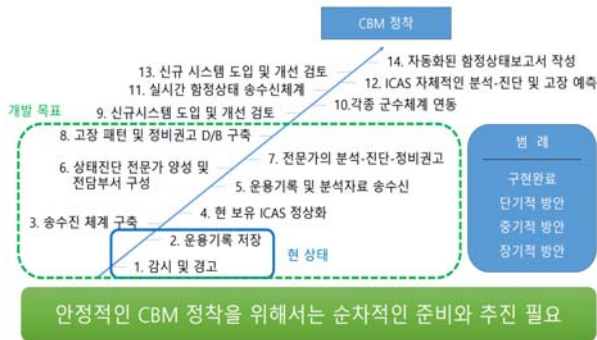 CBM 정착
14. 자동화된 함정상태보고서 작성
13. 신규 시스템 도입 및 개선 검토
12. ICAS 자체적인 분석-진단 및 고장 예측
11. 실시간 함정상태 송수신체계
10.각종 군수체계 연동
9. 신규시스템 도입 및 개선 검토
개발 목표
8. 고장 패턴 및 정비권고 D/B 구축
7. 전문가의 분석-진단-정비권고
6. 상태진단 전문가 양성 및
전담부서 구성
5. 운용기록 및 분석자료 송수신
4. 현 보유 ICAS 정상화
3. 송수진 체계 구축
2. 운용기록 저장
1. 감시 및 경고
현 상태
범 례
구현완료
단기적 방안
중기적 방안
장기적 방안
안정적인 CBM 정착을 위해서는 순차적인 준비와 추진 필요